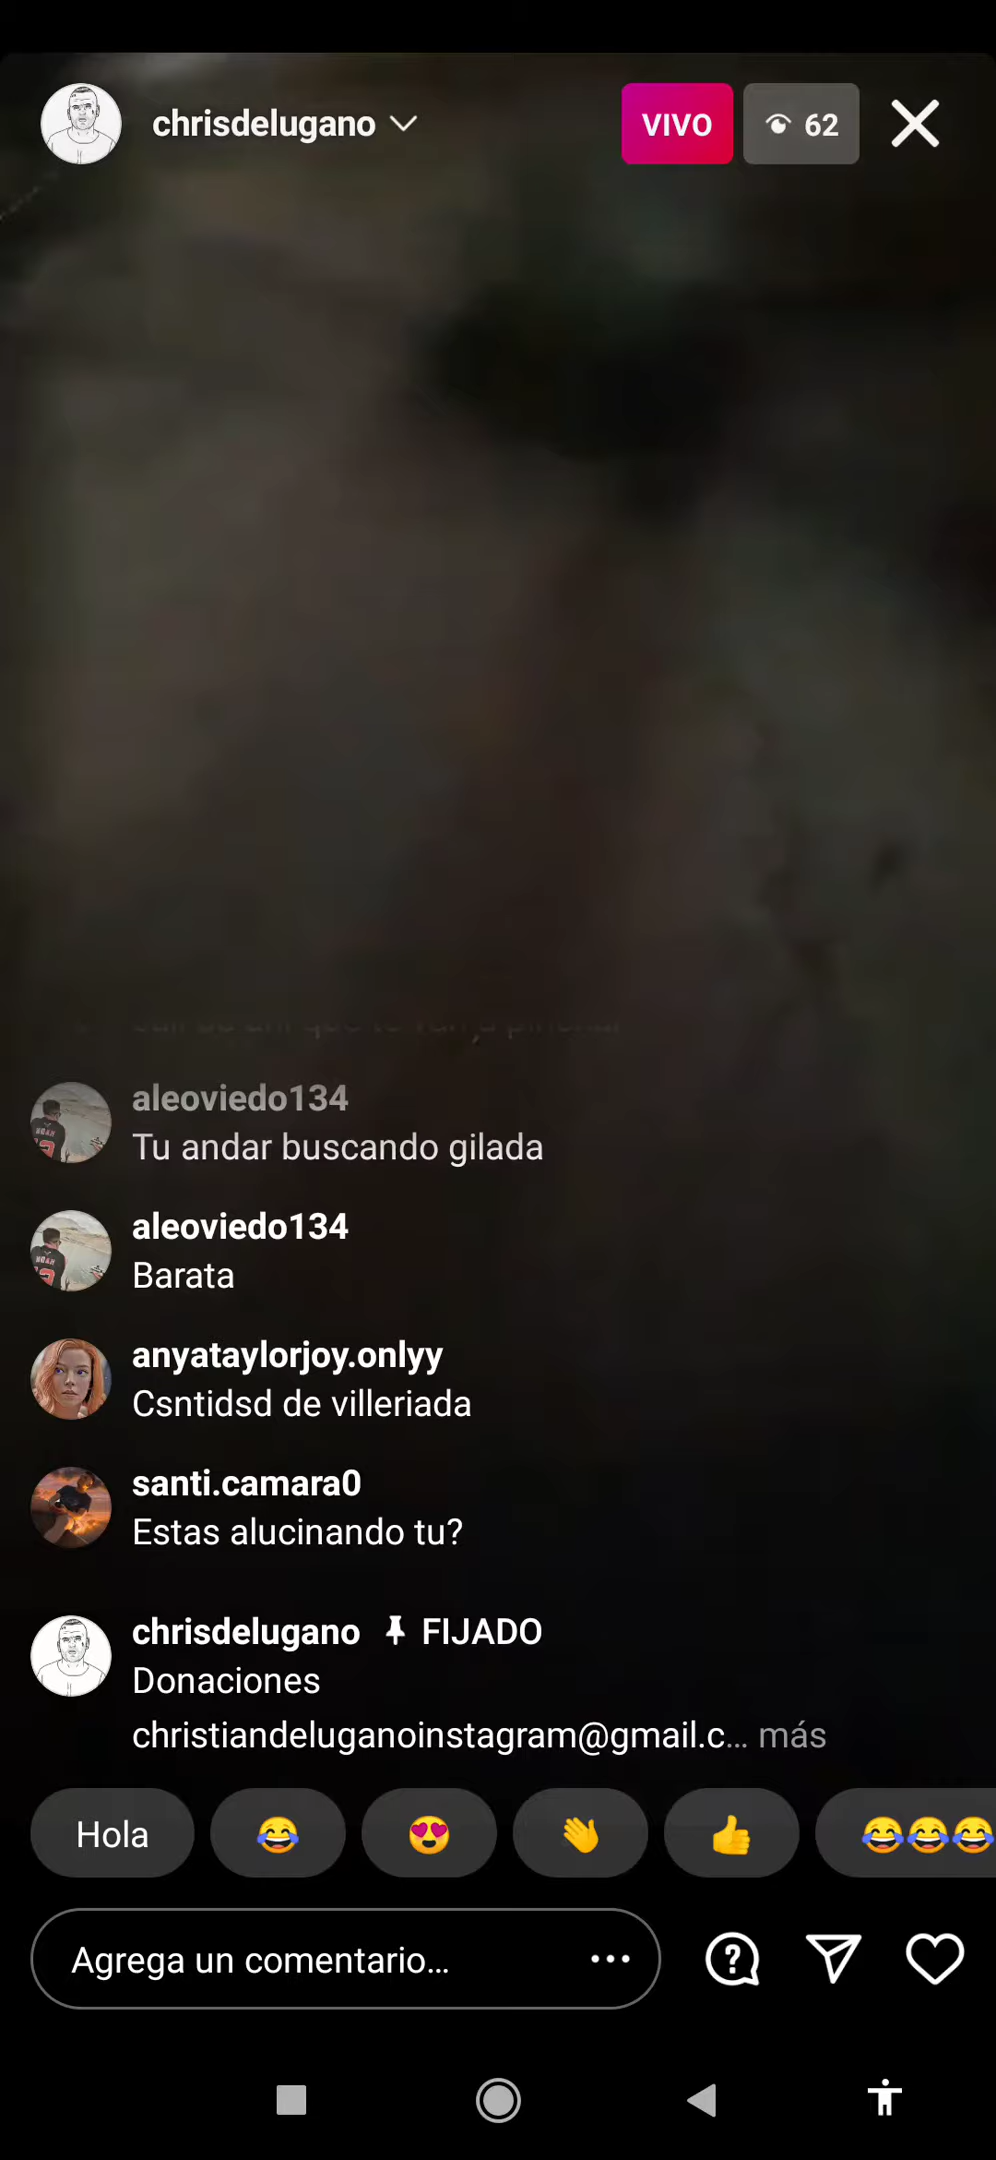 chrisdelugano
VIVO
62
aleoviedo134
Tu andar buscando gilada
aleoviedo134
Barata
anyataylorjoy.onlyy
Csntidsd de villeriada
santi.camara0
Estas alucinando tu?
chrisdelugano FIJADO
Donaciones
christiandeluganoinstagram@gmail.c... más
Hola
Agrega un comentario...